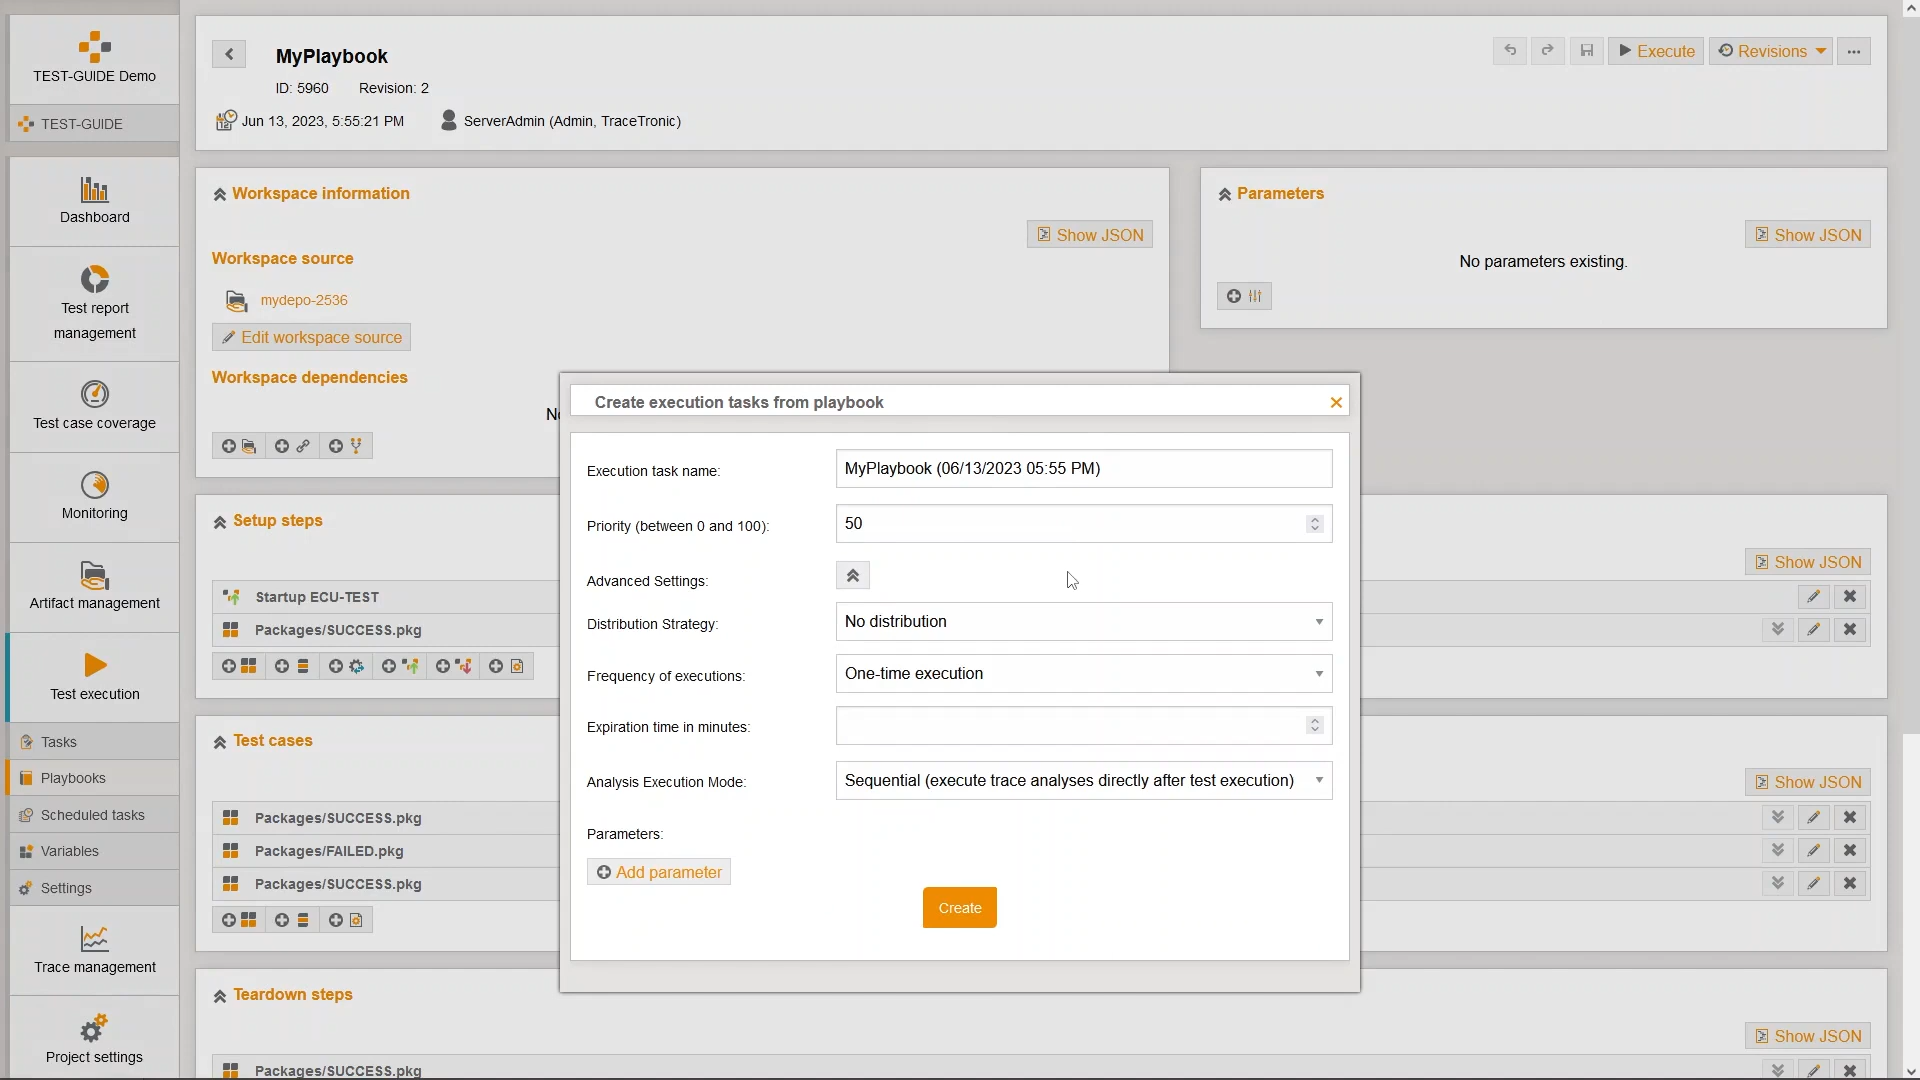 TEST-GUIDE Demo
TEST-GUIDE
Dashboard
Test report
management
Test case coverage
Monitoring
Artifact management
Test execution
Tasks
Playbooks
Scheduled tasks
Variables
Settings
Trace management
Project settings
MyPlaybook
ID: 5960 Revision: 2
Jun 13, 2023, 5:55:21 PM ServerAdmin (Admin, TraceTronic)
Execute
Revisions
Workspace information
Show JSON
Workspace source
mydepo-2536
Edit workspace source
Workspace dependencies
Parameters
Show JSON
No parameters existing.
Setup steps
Show JSON
Startup ECU-TEST
Packages/SUCCESS.pkg
Test cases
Show JSON
Packages/SUCCESS.pkg
Packages/FAILED.pkg
Packages/SUCCESS.pkg
Teardown steps
Show JSON
Packages/SUCCESS.pkg
Create execution tasks from playbook
Execution task name: MyPlaybook (06/13/2023 05:55 PM)
Priority (between 0 and 100): 50
Advanced Settings:
Distribution Strategy: No distribution
Frequency of executions: One-time execution
Expiration time in minutes:
Analysis Execution Mode: Sequential (execute trace analyses directly after test execution)
Parameters:
Add parameter
Create